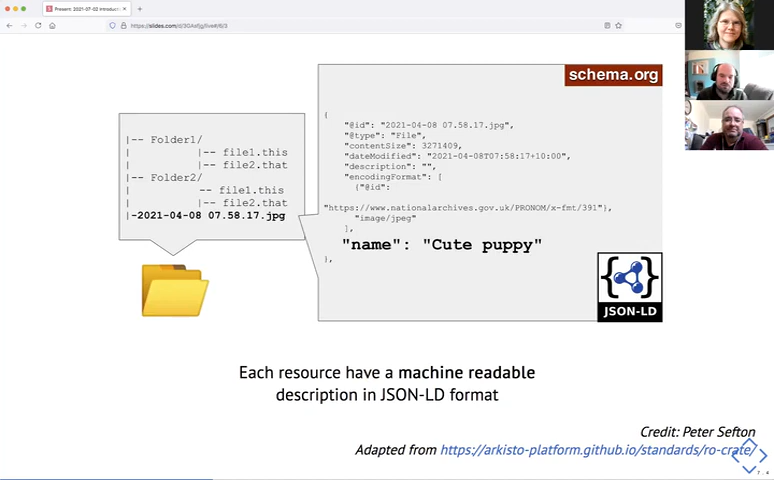 Present: 2021-07-02 introduct
https://slides.com/d/3GAs6jg/live#/6/3
schema.org
|-- Folder1/
|        |-- file1.this
|        |-- file2.that
|-- Folder2/
|        -- file1.this
|        |-- file2.that
|-2021-04-08 07.58.17.jpg
{
"@id": "2021-04-08 07.58.17.jpg",
"@type": "File",
"contentSize": 3271409,
"dateModified": "2021-04-08T07:58:17+10:00",
"description": "",
"encodingFormat": [
{"@id":
"https://www.nationalarchives.gov.uk/PRONOM/x-fmt/391"},
"image/jpeg"
],
"name": "Cute puppy"
},
JSON-LD
Each resource have a machine readable
description in JSON-LD format
Credit: Peter Sefton
Adapted from https://arkisto-platform.github.io/standards/ro-crate/